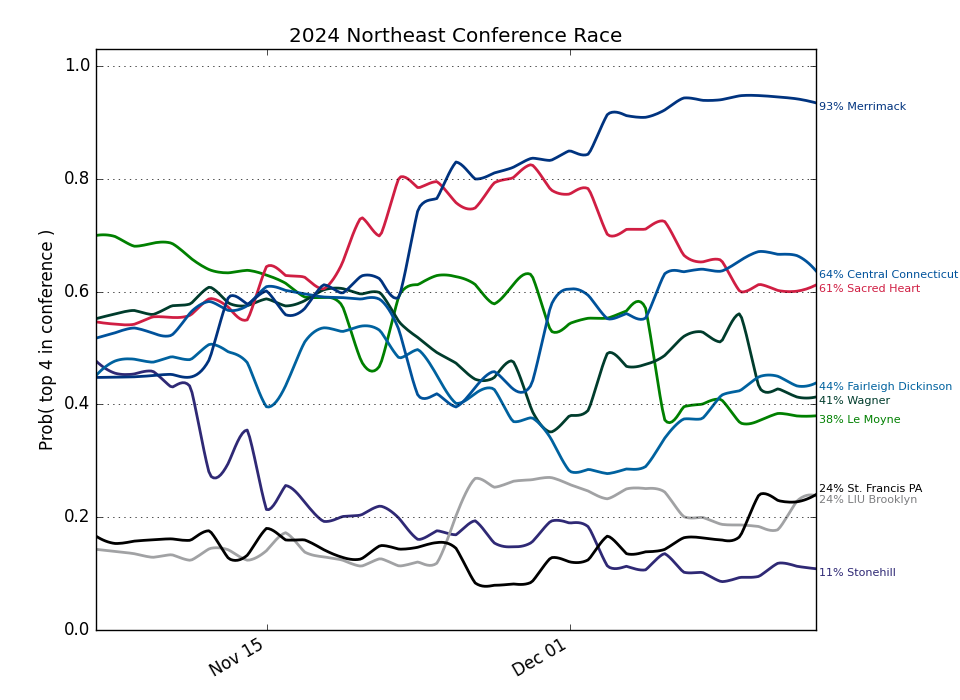 2024 Northeast Conference Race
Prob( top 4 in conference )
1.0
0.8
0.6
0.4
0.2
0.0
Nov 15
Dec 01
93% Merrimack
64% Central Connecticut
61% Sacred Heart
44% Fairleigh Dickinson
41% Wagner
38% Le Moyne
24% St. Francis PA
24% LIU Brooklyn
11% Stonehill